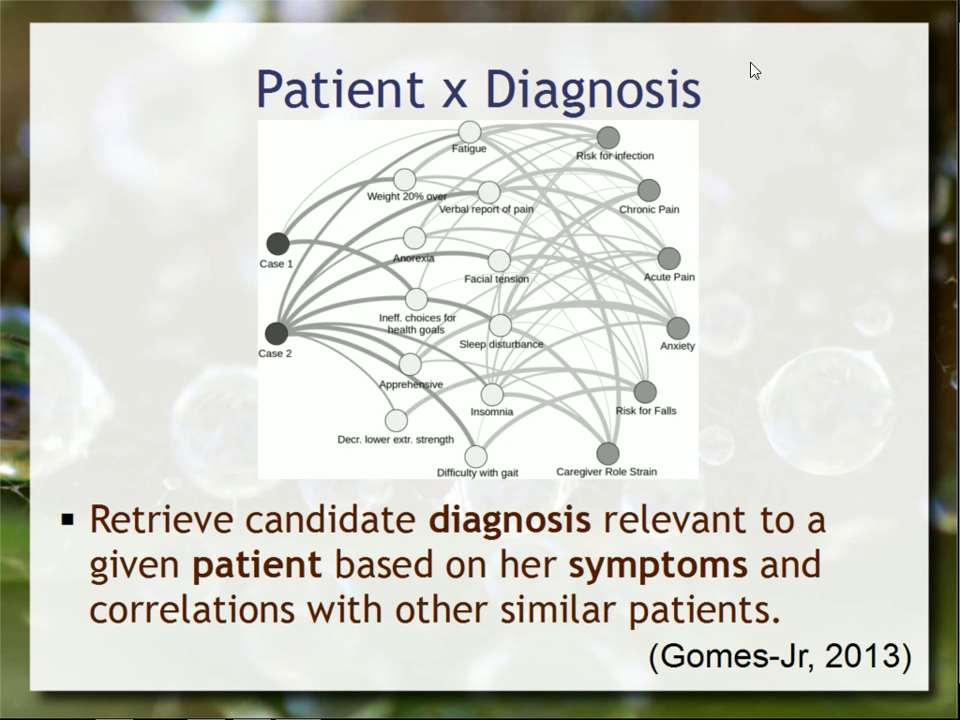 Patient x Diagnosis
Fatigue
Risk for infection
Weight 20% over
Verbal report of pain
Chronic Pain
Case 1
Anorexia
Facial tension
Acute Pain
Ineff. choices for
health goals
Case 2
Sleep disturbance
Anxiety
Apprehensive
Insomnia
Risk for Falls
Decr. lower extr. strength
Difficulty with gait
Caregiver Role Strain
▪ Retrieve candidate diagnosis relevant to a
given patient based on her symptoms and
correlations with other similar patients.
(Gomes-Jr, 2013)